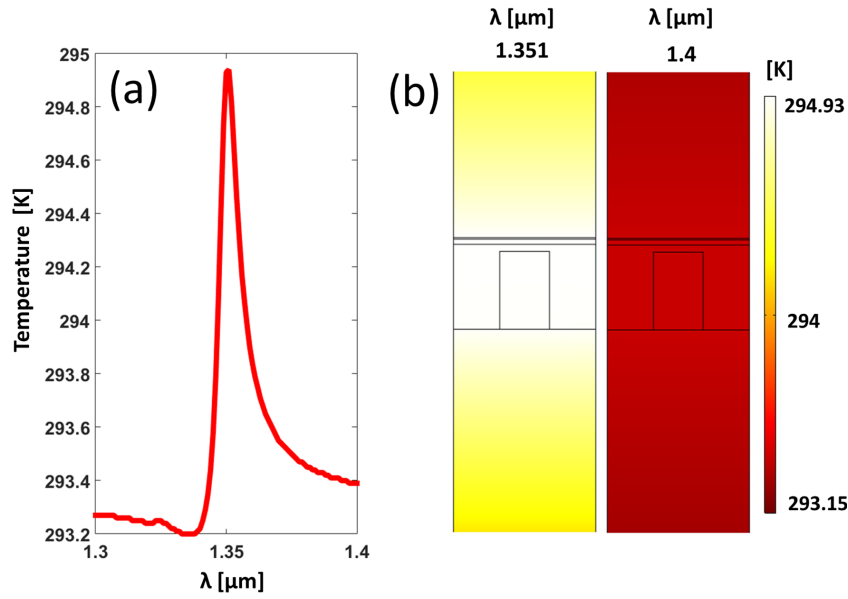 (a)
Temperature [K]
295
294.8
294.6
294.4
294.2
294
293.8
293.6
293.4
293.2
1.3
1.35
1.4
λ [µm]
(b)
λ [µm]
1.351
λ [µm]
1.4
[K]
294.93
294
293.15